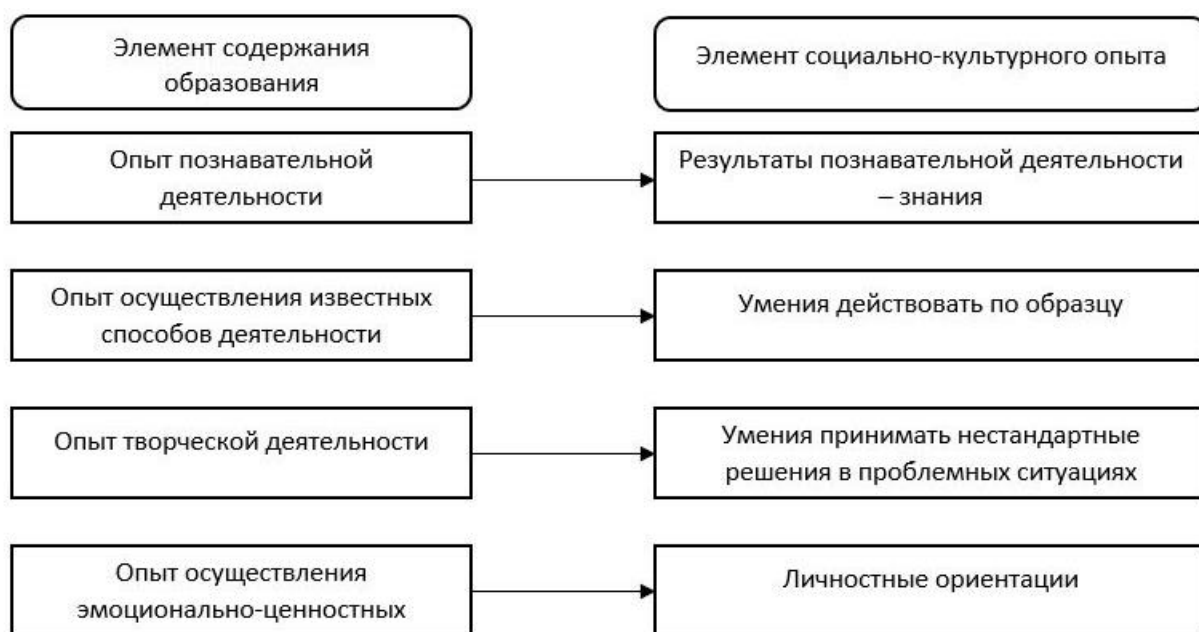 Элемент содержания
образования
Элемент социально-культурного опыта
Опыт познавательной
деятельности
Результаты познавательной деятельности
– знания
Опыт осуществления известных
способов деятельности
Умения действовать по образцу
Опыт творческой деятельности
Умения принимать нестандартные
решения в проблемных ситуациях
Опыт осуществления
эмоционально-ценностных
Личностные ориентации